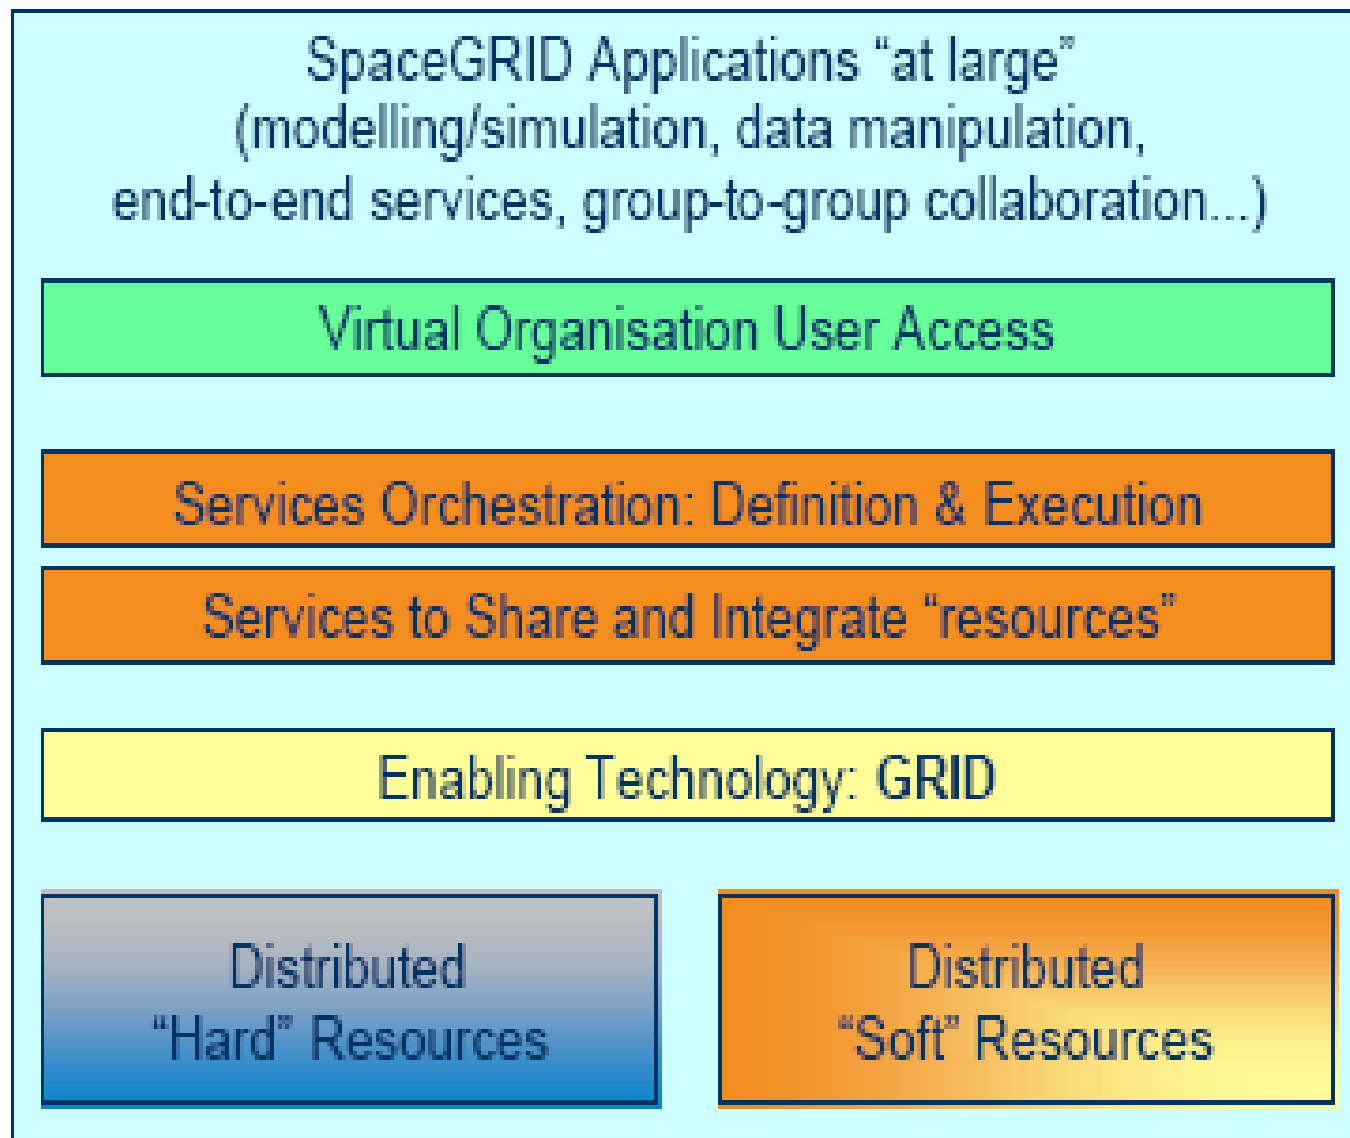 SpaceGRID Applications “at large”
(modelling/simulation, data manipulation,
end-to-end services, group-to-group collaboration...)
Virtual Organisation User Access
Services Orchestration: Definition & Execution
Services to Share and Integrate “resources”
Enabling Technology: GRID
Distributed
“Hard” Resources
Distributed
“Soft” Resources